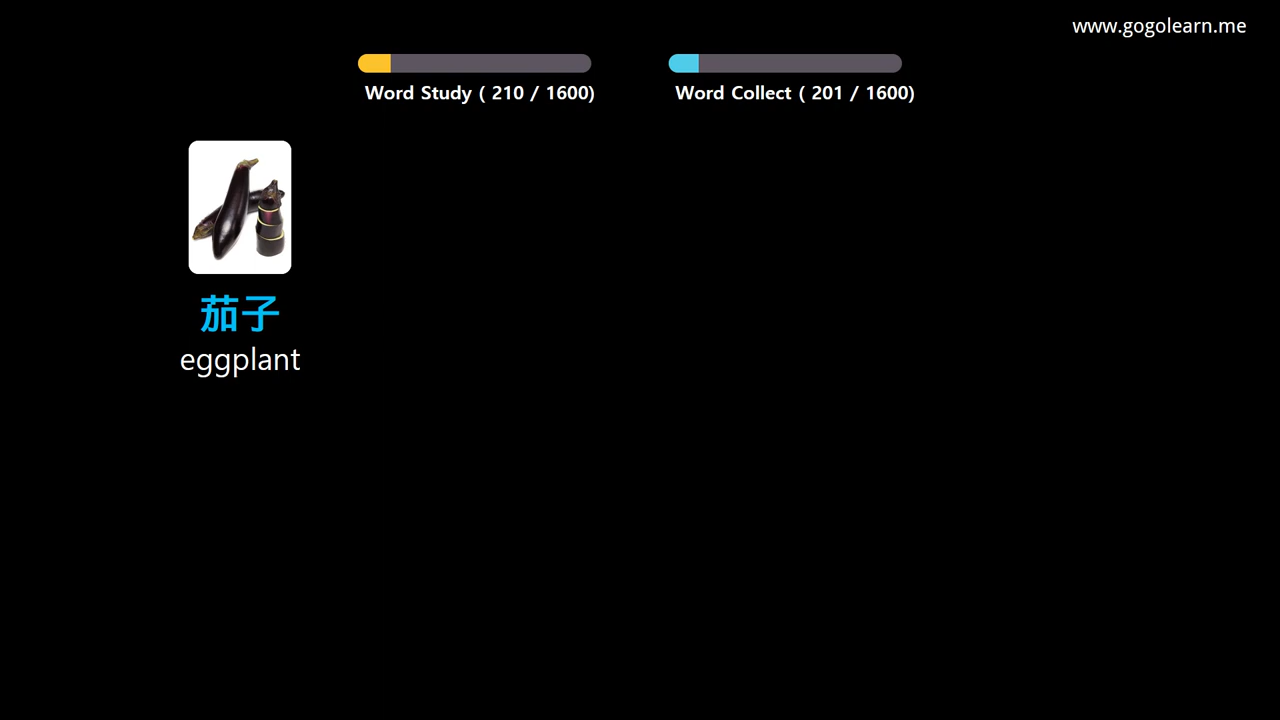 www.gogolearn.me
Word Study ( 210 / 1600)
Word Collect ( 201 / 1600)
茄子
eggplant